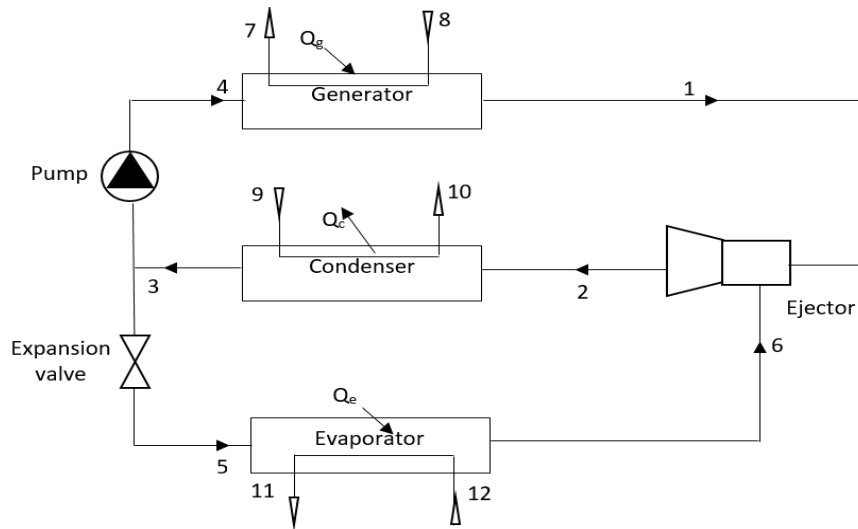 7
8
Qg
4
Generator
1
Pump
9
Qc
10
Condenser
3
2
Ejector
Expansion
valve
6
Qe
Evaporator
5
11
12